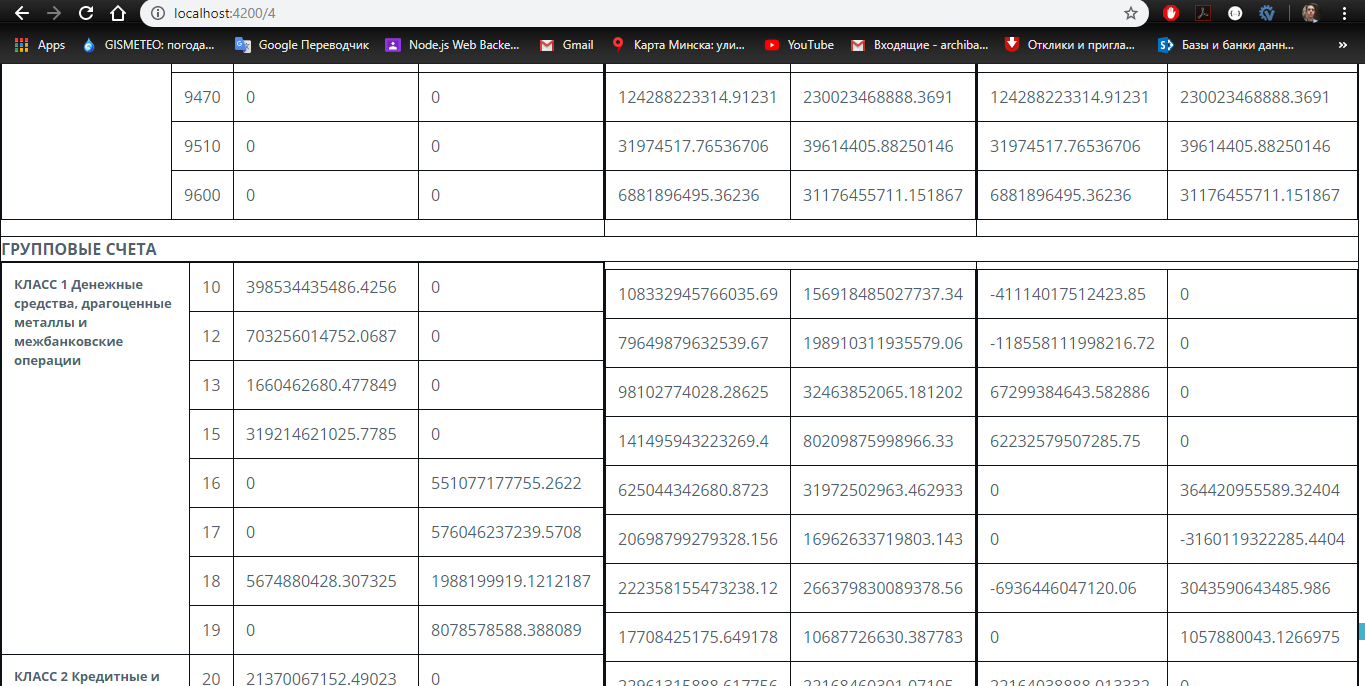 localhost:4200/4
Apps GISMETEO: погода... Google Переводчик Node.js Web Backe... Gmail Карта Минска: ули... YouTube Входящие - archiba... Отклики и пригла... Базы и банки данн... »
9470 0 0 124288223314.91231 230023468888.3691 124288223314.91231 230023468888.3691
9510 0 0 31974517.76536706 39614405.88250146 31974517.76536706 39614405.88250146
9600 0 0 6881896495.36236 31176455711.151867 6881896495.36236 31176455711.151867
ГРУППОВЫЕ СЧЕТА
КЛАСС 1 Денежные
средства, драгоценные
металлы и
межбанковские
операции
10 398534435486.4256 0 108332945766035.69 156918485027737.34 -41114017512423.85 0
12 703256014752.0687 0 79649879632539.67 198910311935579.06 -118558111998216.72 0
13 1660462680.477849 0 98102774028.28625 32463852065.181202 67299384643.582886 0
15 319214621025.7785 0 141495943223269.4 80209875998966.33 62232579507285.75 0
16 0 551077177755.2622 625044342680.8723 31972502963.462933 0 364420955589.32404
17 0 576046237239.5708 20698799279328.156 16962633719803.143 0 -3160119322285.4404
18 5674880428.307325 1988199919.1212187 222358155473238.12 266379830089378.56 -6936446047120.06 3043590643485.986
19 0 8078578588.388089 17708425175.649178 10687726630.387783 0 1057880043.1266975
КЛАСС 2 Кредитные и 20 21370067152.49023 0